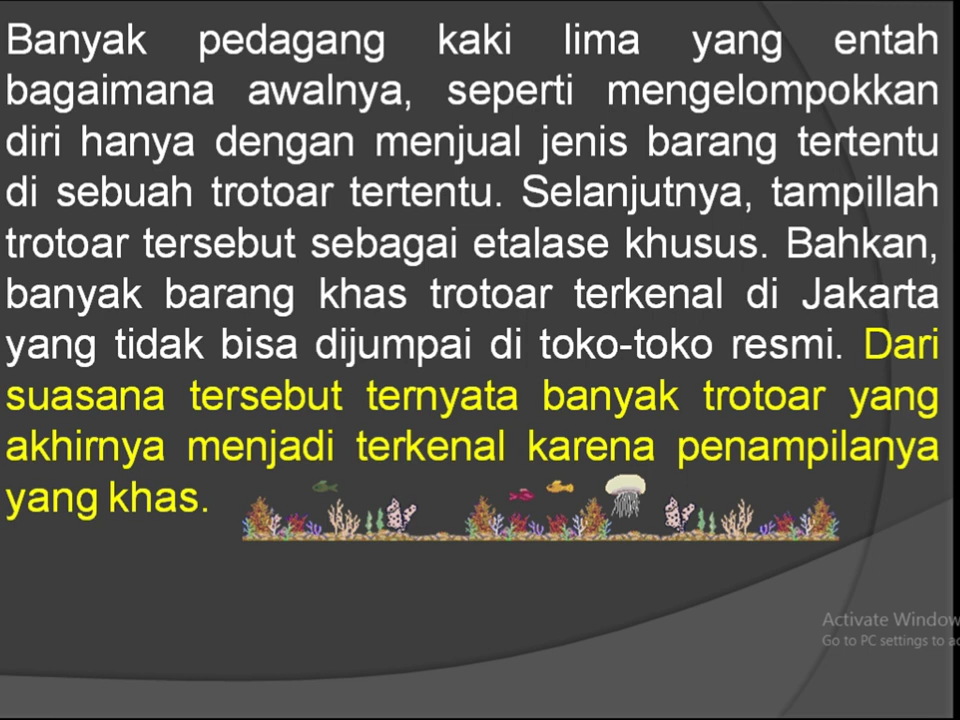 Banyak pedagang kaki lima yang entah
bagaimana awalnya, seperti mengelompokkan
diri hanya dengan menjual jenis barang tertentu
di sebuah trotoar tertentu. Selanjutnya, tampillah
trotoar tersebut sebagai etalase khusus. Bahkan,
banyak barang khas trotoar terkenal di Jakarta
yang tidak bisa dijumpai di toko-toko resmi. Dari
suasana tersebut ternyata banyak trotoar yang
akhirnya menjadi terkenal karena penampilanya
yang khas.
Activate Window
Go to PC settings to a